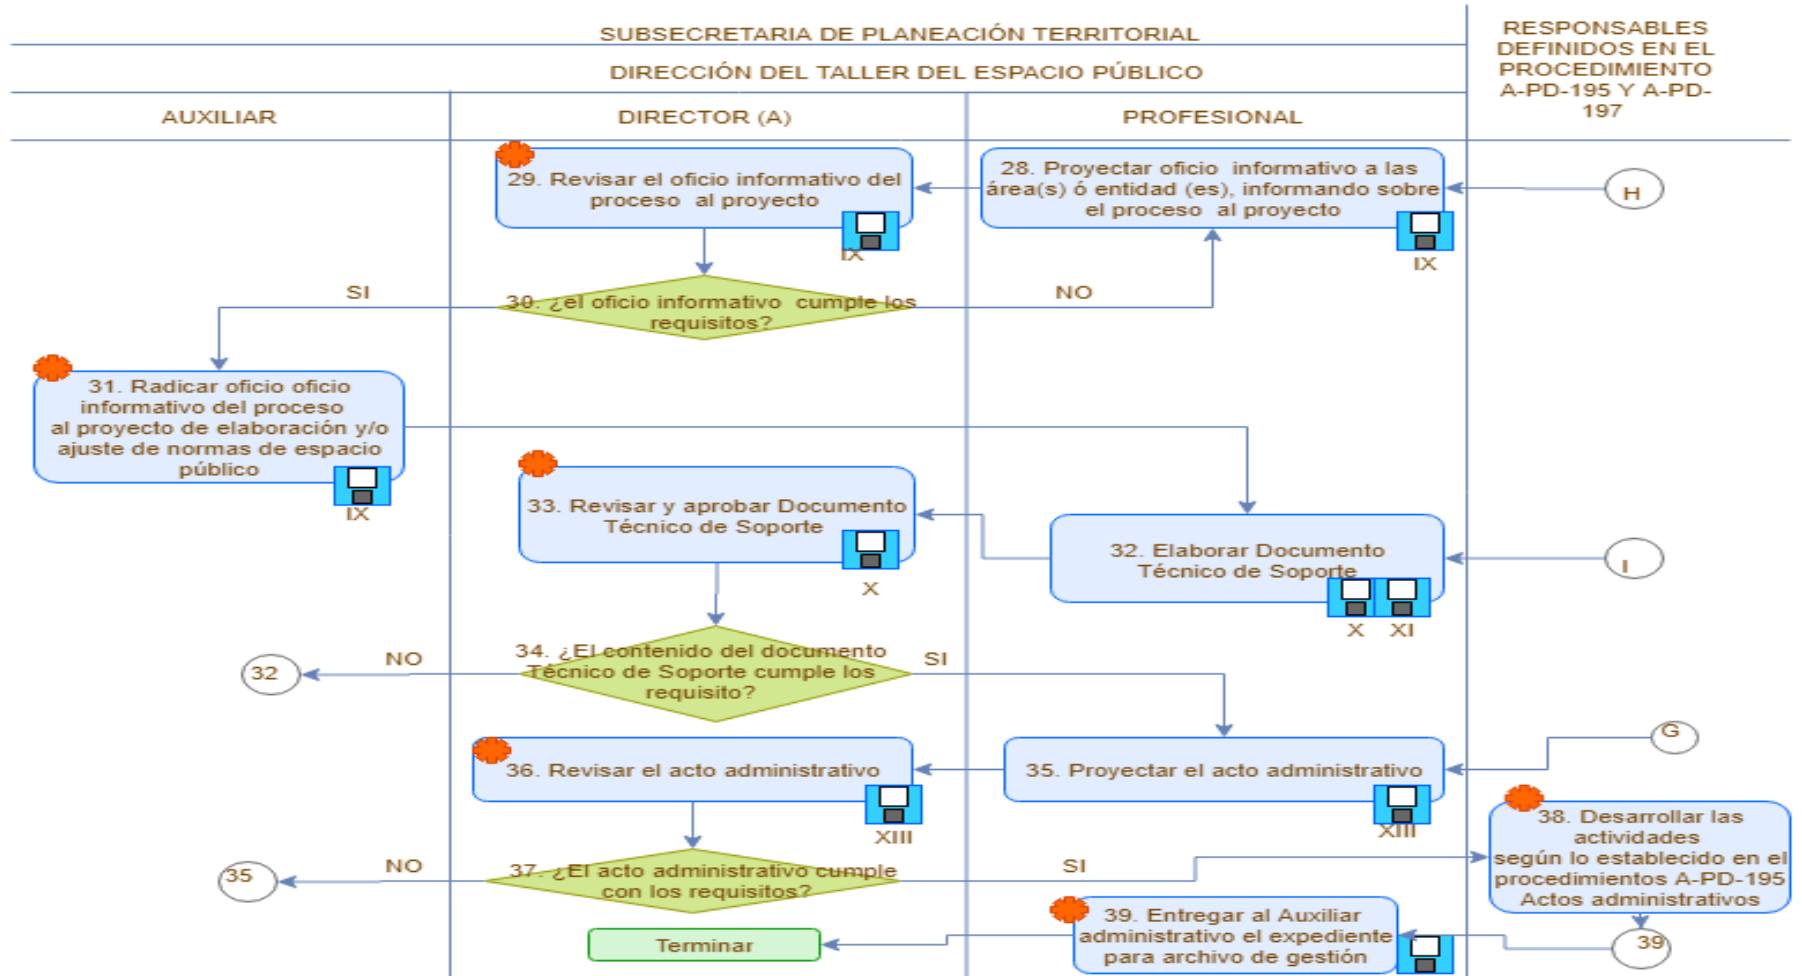 SUBSECRETARIA DE PLANEACIÓN TERRITORIAL
DIRECCIÓN DEL TALLER DEL ESPACIO PÚBLICO
RESPONSABLES
DEFINIDOS EN EL
PROCEDIMIENTO
A-PD-195 Y A-PD-
197
AUXILIAR
DIRECTOR (A)
PROFESIONAL
29. Revisar el oficio informativo del
proceso al proyecto
IX
28. Proyectar oficio informativo a las
área(s) ó entidad (es), informando sobre
el proceso al proyecto
IX
H
SI
30. ¿el oficio informativo cumple los
requisitos?
NO
31. Radicar oficio oficio
informativo del proceso
al proyecto de elaboración y/o
ajuste de normas de espacio
público
IX
33. Revisar y aprobar Documento
Técnico de Soporte
X
32. Elaborar Documento
Técnico de Soporte
X XI
I
32
NO
34. ¿El contenido del documento
Técnico de Soporte cumple los
requisito?
SI
G
36. Revisar el acto administrativo
XIII
35. Proyectar el acto administrativo
XIII
38. Desarrollar las
actividades
según lo establecido en el
procedimientos A-PD-195
Actos administrativos
35
NO
37. ¿El acto administrativo cumple
con los requisitos?
SI
39. Entregar al Auxiliar
administrativo el expediente
para archivo de gestión
39
Terminar